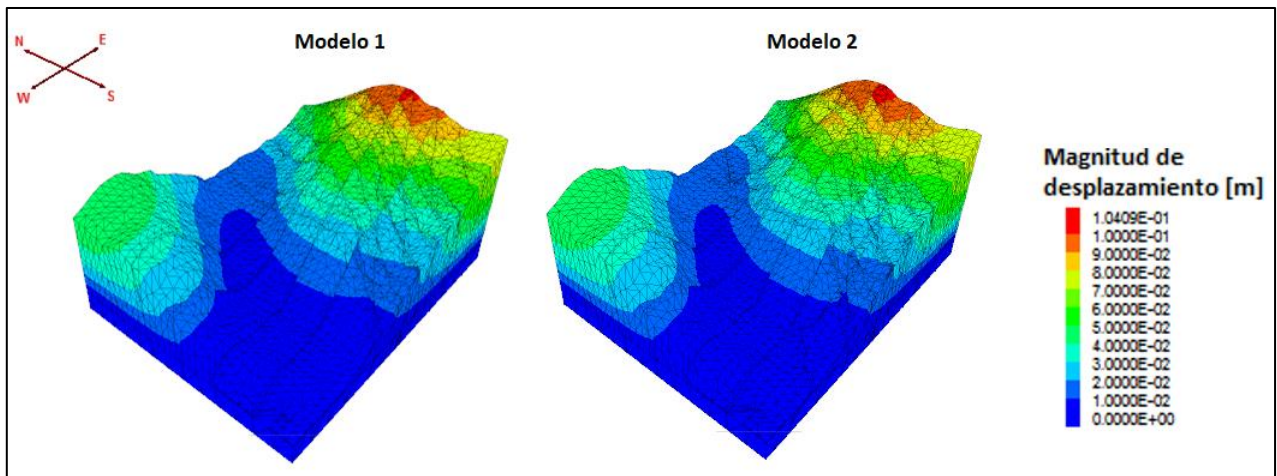 N
E
W
S
Modelo 1
Modelo 2
Magnitud de
desplazamiento [m]
1.0409E-01
1.0000E-01
9.0000E-02
8.0000E-02
7.0000E-02
6.0000E-02
5.0000E-02
4.0000E-02
3.0000E-02
2.0000E-02
1.0000E-02
0.0000E+00